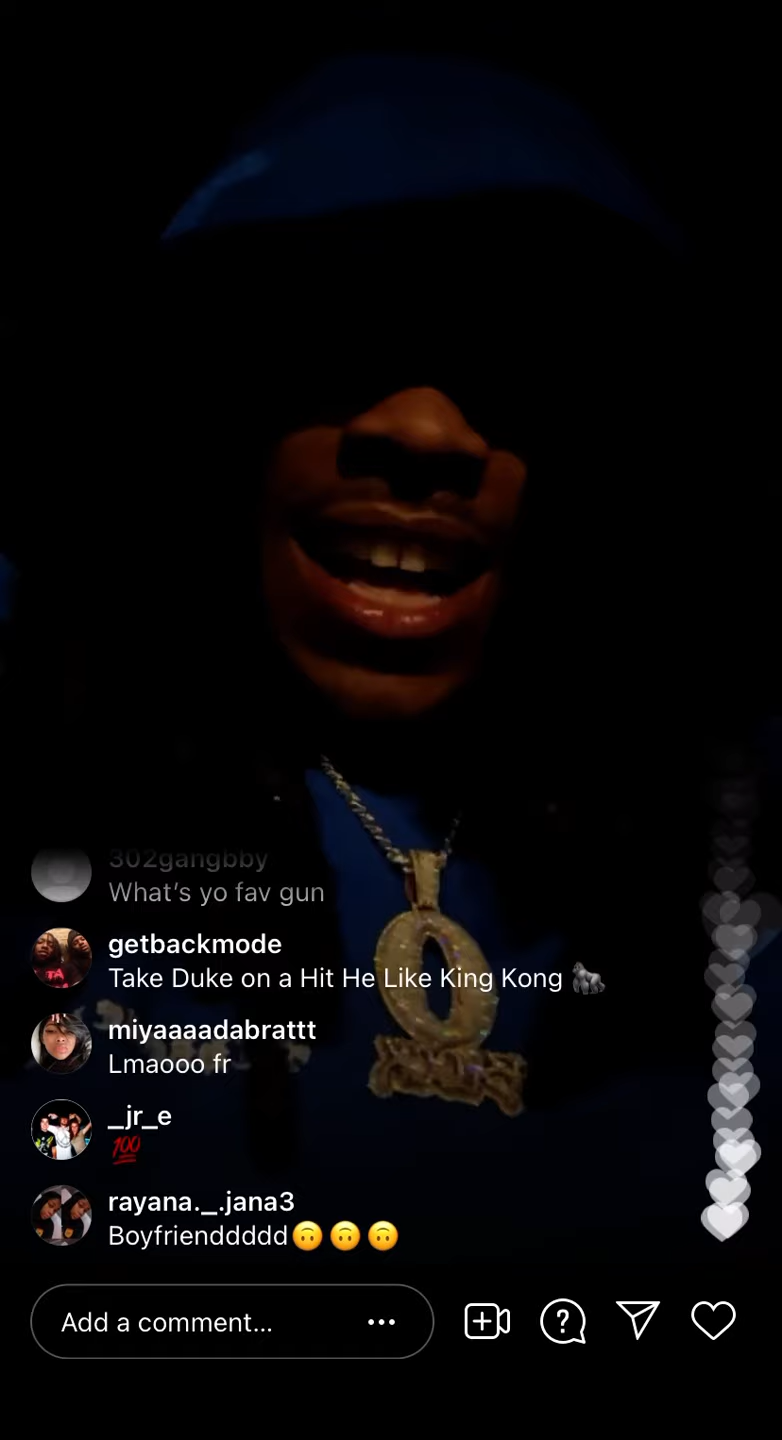 302gangbby
What's yo fav gun
getbackmode
Take Duke on a Hit He Like King Kong 🦍
miyaaaadabrattt
Lmaooo fr
_jr_e
💯
rayana._.jana3
Boyfrienddddd🙃🙃🙃
Add a comment...